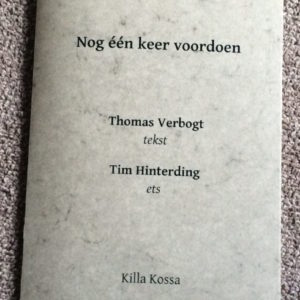 Nog één keer voordoen
Thomas Verbogt
tekst
Tim Hinterding
ets
Killa Kossa